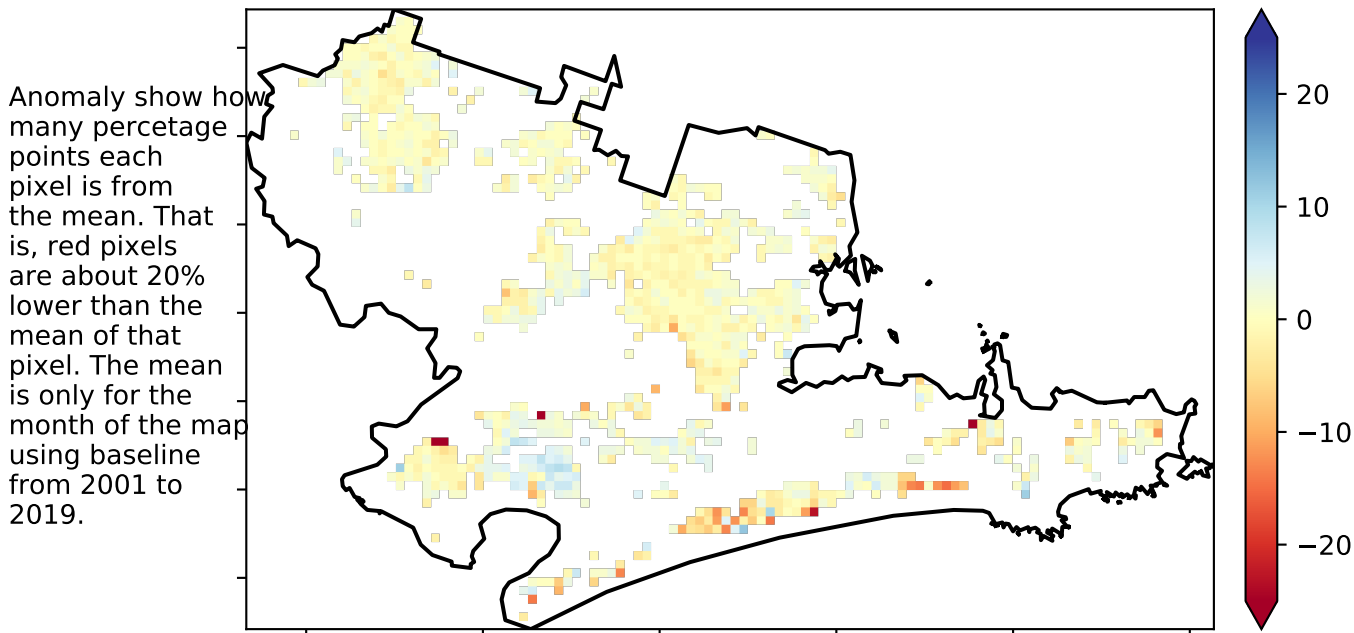 Anomaly show how
many percetage
points each
pixel is from
the mean. That
is, red pixels
are about 20%
lower than the
mean of that
pixel. The mean
is only for the
month of the map
using baseline
from 2001 to
2019.
20
10
0
−10
−20